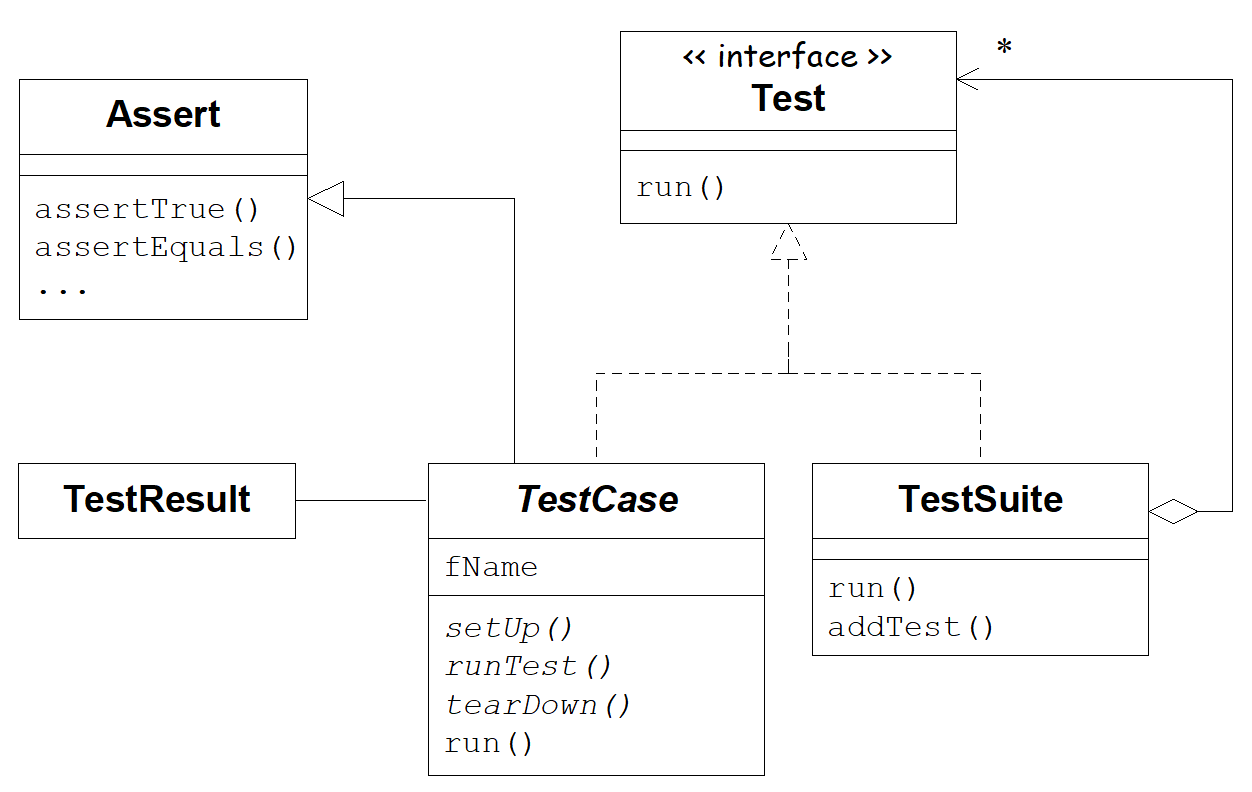 Assert
assertTrue()
assertEquals()
...
<< interface >>
Test
run()
*
TestResult
TestCase
fName
setUp()
runTest()
tearDown()
run()
TestSuite
run()
addTest()